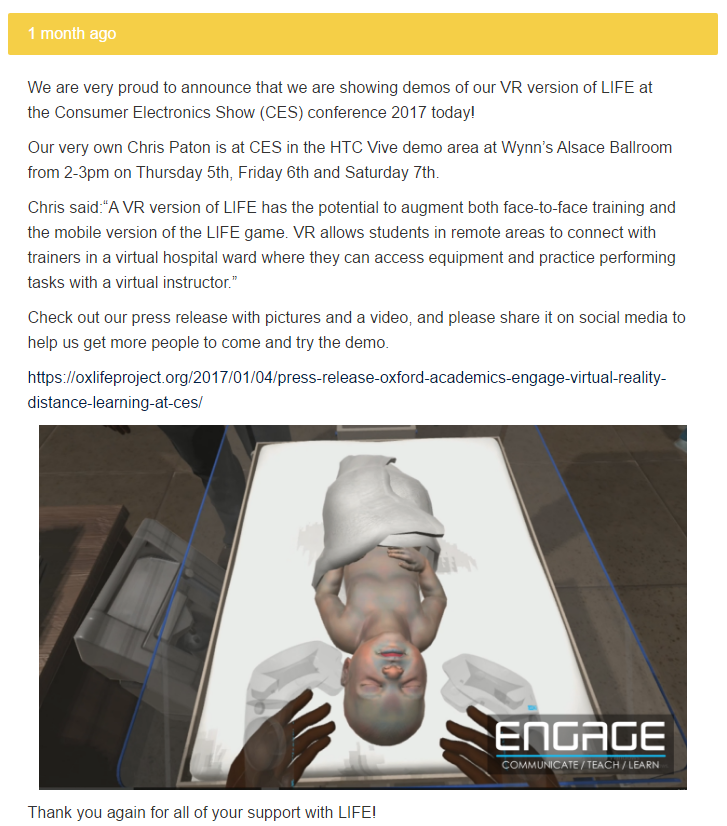 1 month ago
We are very proud to announce that we are showing demos of our VR version of LIFE at
the Consumer Electronics Show (CES) conference 2017 today!
Our very own Chris Paton is at CES in the HTC Vive demo area at Wynn’s Alsace Ballroom
from 2-3pm on Thursday 5th, Friday 6th and Saturday 7th.
Chris said:“A VR version of LIFE has the potential to augment both face-to-face training and
the mobile version of the LIFE game. VR allows students in remote areas to connect with
trainers in a virtual hospital ward where they can access equipment and practice performing
tasks with a virtual instructor.”
Check out our press release with pictures and a video, and please share it on social media to
help us get more people to come and try the demo.
https://oxlifeproject.org/2017/01/04/press-release-oxford-academics-engage-virtual-reality-
distance-learning-at-ces/
ENGAGE
COMMUNICATE / TEACH / LEARN
Thank you again for all of your support with LIFE!